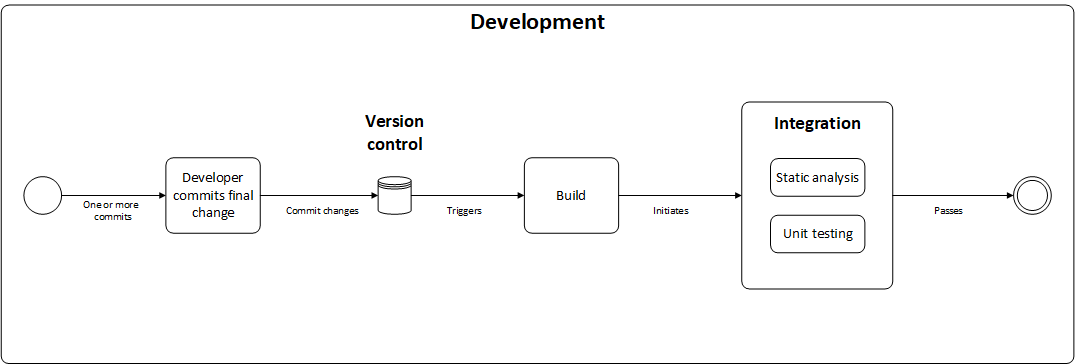 Development
One or more
commits
Developer
commits final
change
Commit changes
Version
control
Triggers
Build
Initiates
Integration
Static analysis
Unit testing
Passes